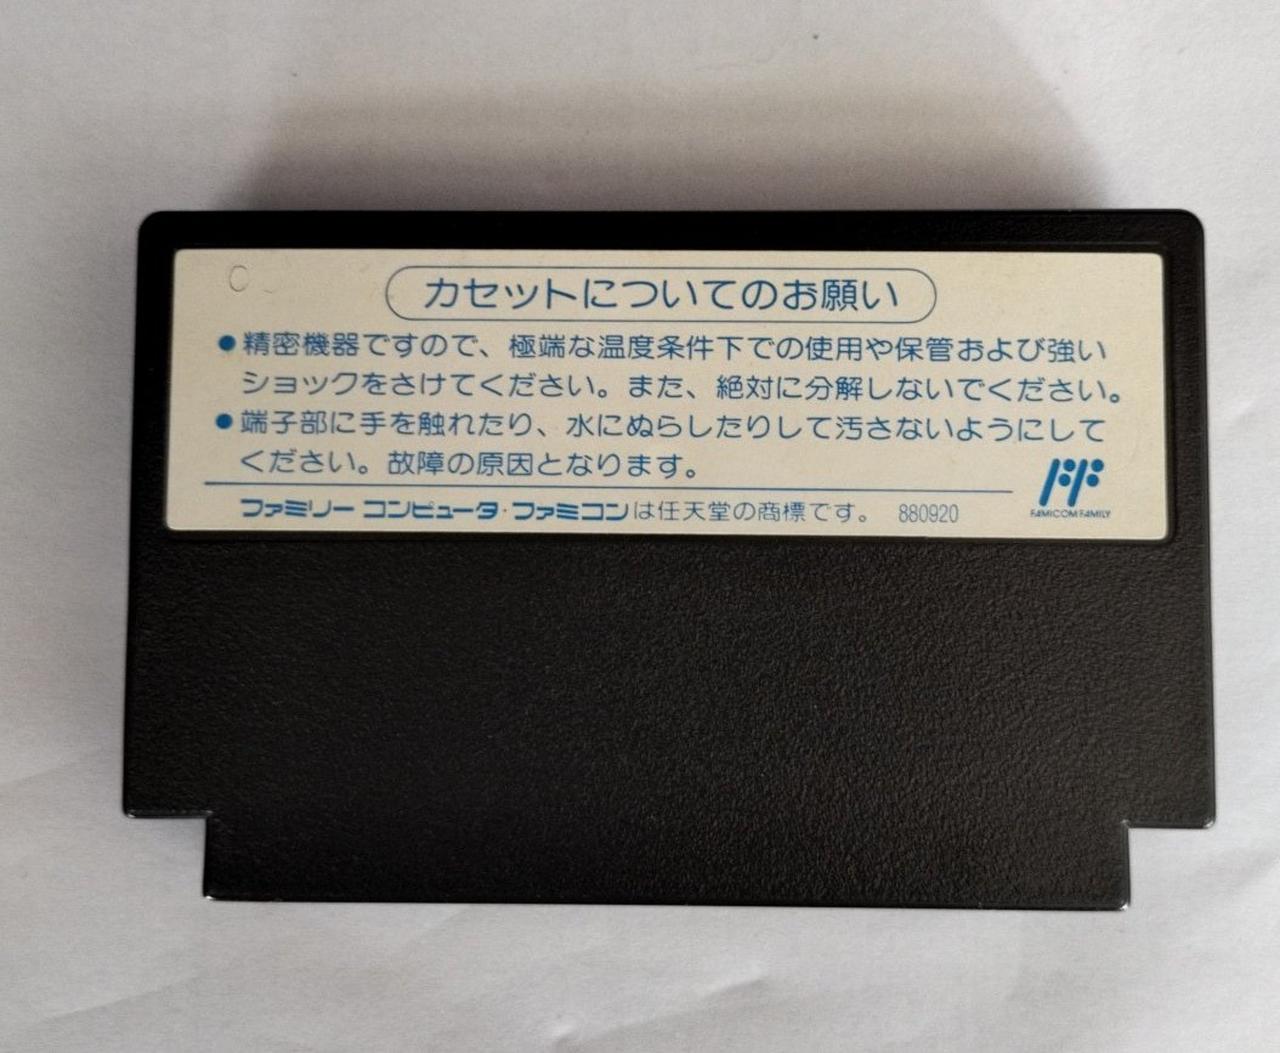 カセットについてのお願い
●精密機器ですので、極端な温度条件下での使用や保管および強い
ショックをさけてください。また、絶対に分解しないでください。
●端子部に手を触れたり、水にぬらしたりして汚さないようにして
ください。故障の原因となります。
ファミリーコンピュータ・ファミコンは任天堂の商標です。 880920
FAMICOM FAMILY